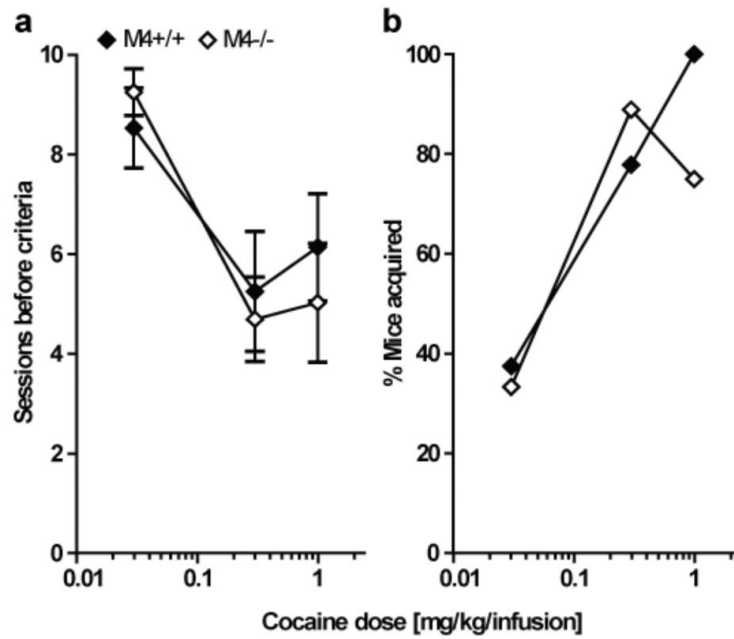 a
b
M4+/+ M4-/-
Sessions before criteria
10
8
6
4
2
0
0.01 0.1 1
% Mice acquired
100
80
60
40
20
0
0.01 0.1 1
Cocaine dose [mg/kg/infusion]